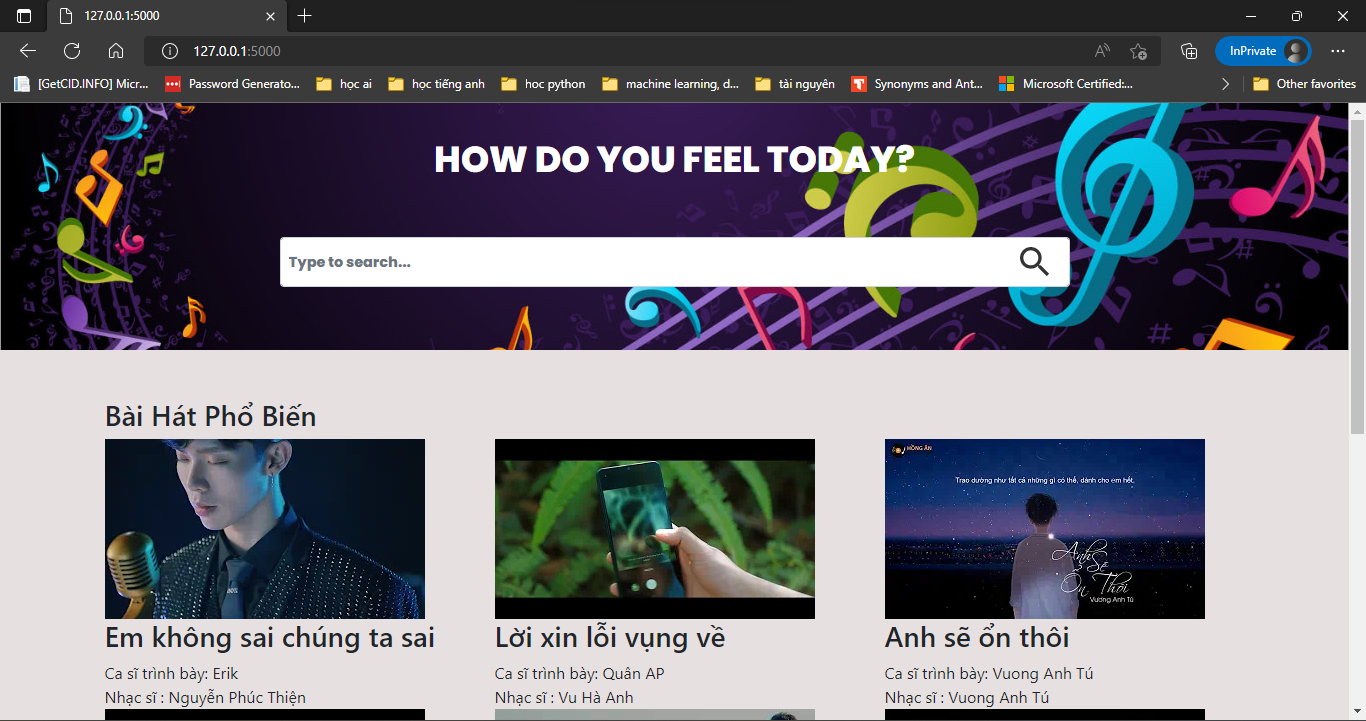 127.0.0.1:5000
127.0.0.1:5000
InPrivate
[GetCID.INFO] Micr...
Password Generato...
học ai
học tiếng anh
hoc python
machine learning, d...
tài nguyên
Synonyms and Ant...
Microsoft Certified:...
Other favorites
HOW DO YOU FEEL TODAY?
Type to search...
Bài Hát Phổ Biến
HỒNG ÂN
Trao dường như tất cả những gì có thể, dành cho em hết.
Anh Sẽ
Ổn Thôi
Vương Anh Tú
Em không sai chúng ta sai
Ca sĩ trình bày: Erik
Nhạc sĩ : Nguyễn Phúc Thiện
Lời xin lỗi vụng về
Ca sĩ trình bày: Quân AP
Nhạc sĩ : Vu Hà Anh
Anh sẽ ổn thôi
Ca sĩ trình bày: Vuong Anh Tú
Nhạc sĩ : Vuong Anh Tú